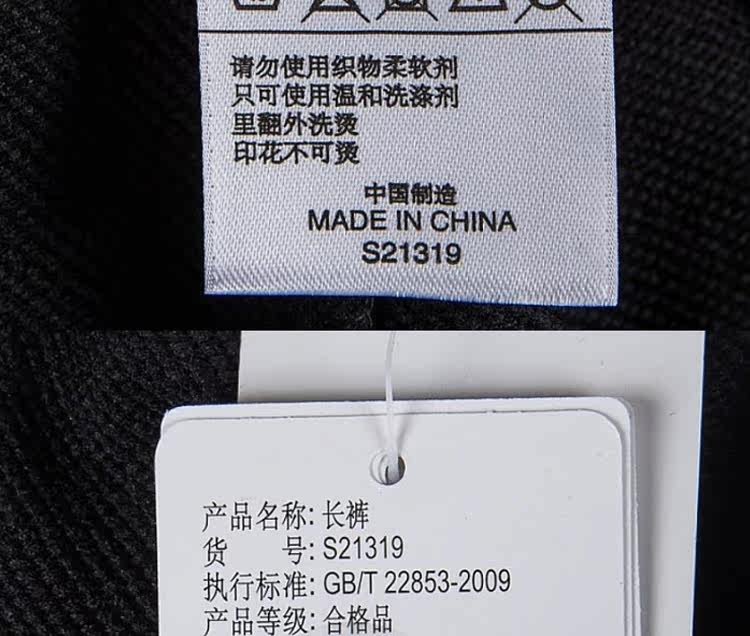 请勿使用织物柔软剂
只可使用温和洗涤剂
里翻外洗烫
印花不可烫
中国制造
MADE IN CHINA
S21319
产品名称: 长裤
货 号: S21319
执行标准: GB/T 22853-2009
产品等级: 合格品